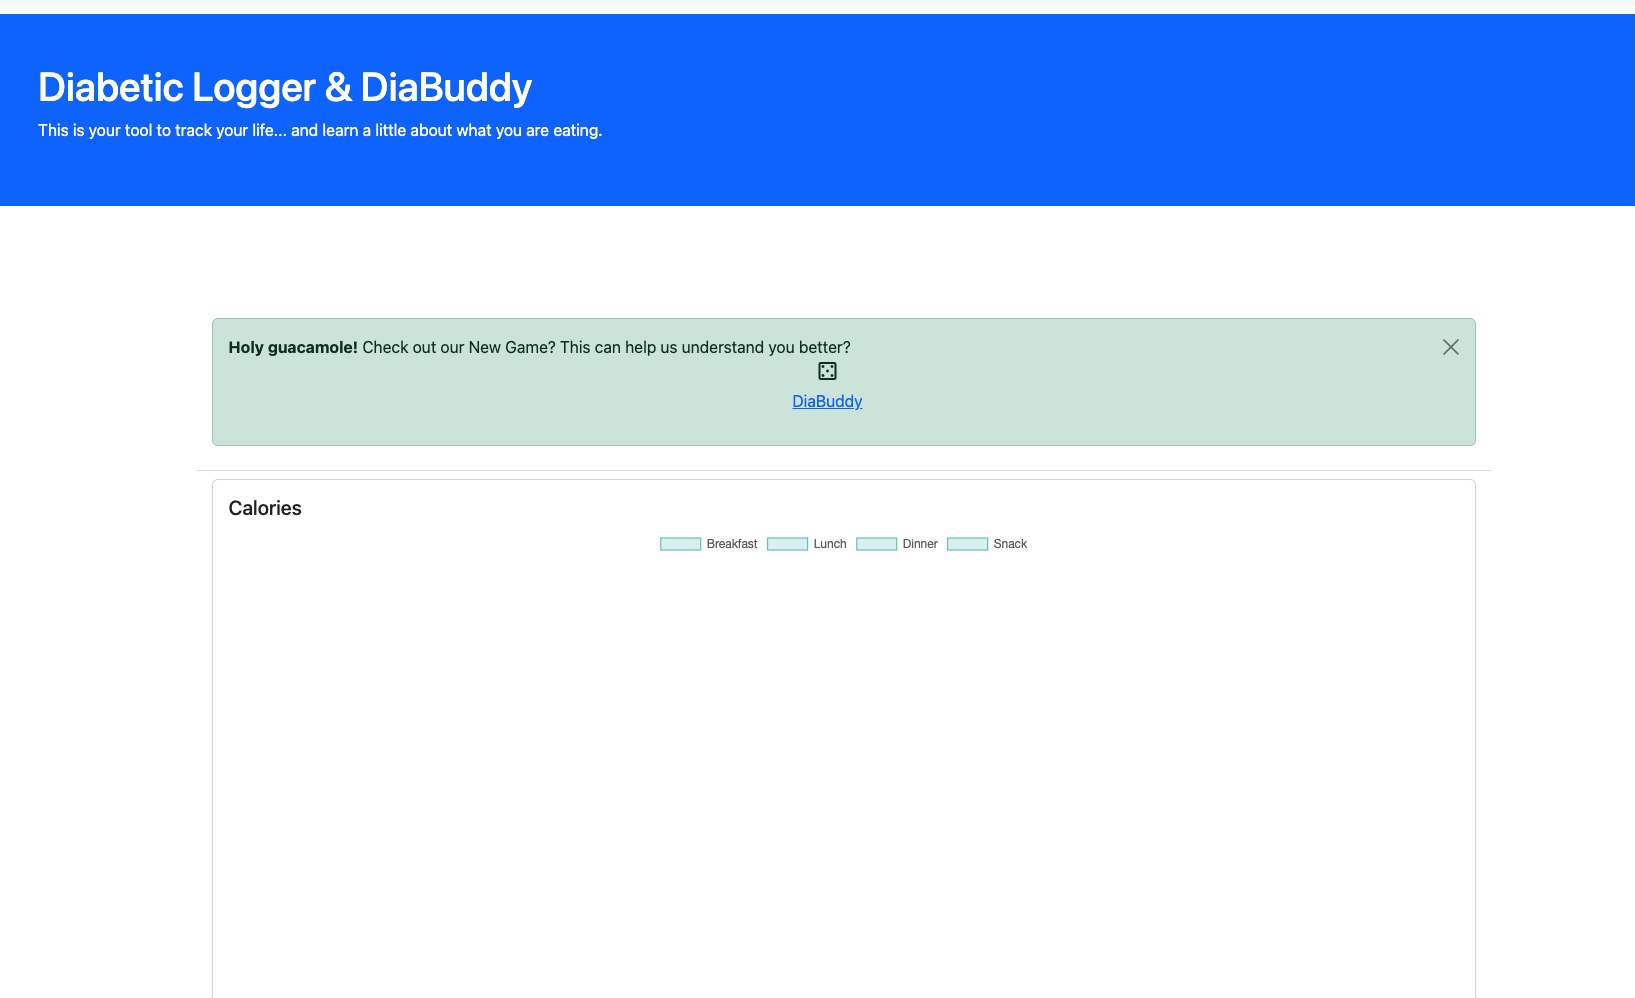 Diabetic Logger & DiaBuddy
This is your tool to track your life... and learn a little about what you are eating.
Holy guacamole! Check out our New Game? This can help us understand you better?
DiaBuddy
Calories
Breakfast Lunch Dinner Snack